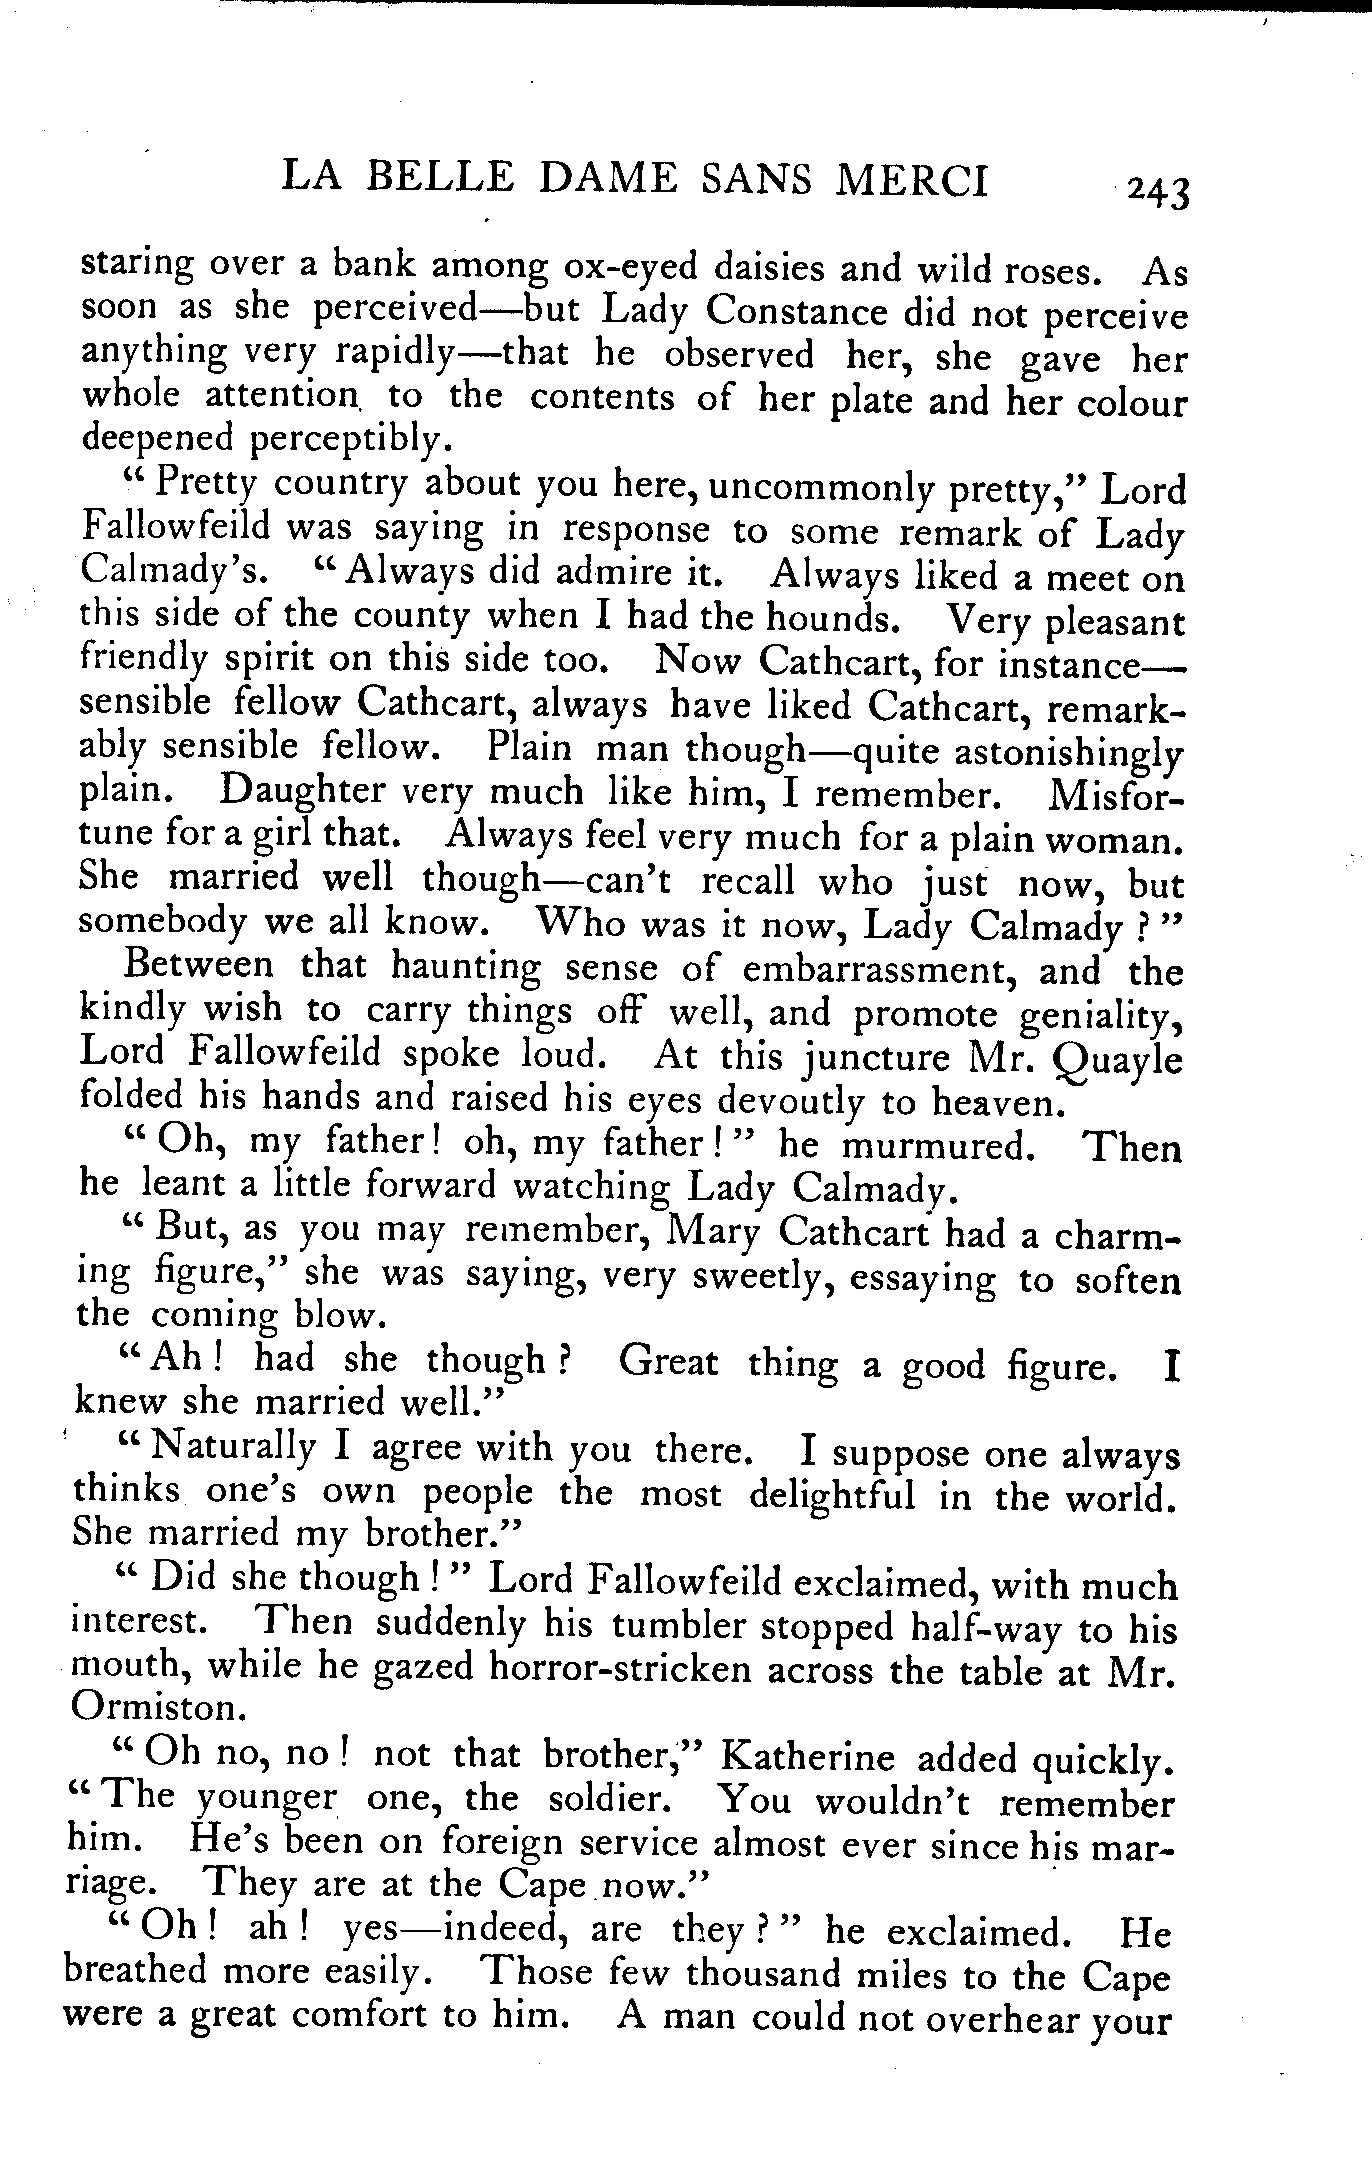 LA BELLE DAME SANS MERCI 243
staring over a bank among ox-eyed daisies and wild roses. As
soon as she perceived—but Lady Constance did not perceive
anything very rapidly—that he observed her, she gave her
whole attention to the contents of her plate and her colour
deepened perceptibly.
“Pretty country about you here, uncommonly pretty,” Lord
Fallowfeild was saying in response to some remark of Lady
Calmady’s. “Always did admire it. Always liked a meet on
this side of the county when I had the hounds. Very pleasant
friendly spirit on this side too. Now Cathcart, for instance—
sensible fellow Cathcart, always have liked Cathcart, remark-
ably sensible fellow. Plain man though—quite astonishingly
plain. Daughter very much like him, I remember. Misfor-
tune for a girl that. Always feel very much for a plain woman.
She married well though—can’t recall who just now, but
somebody we all know. Who was it now, Lady Calmady?”
Between that haunting sense of embarrassment, and the
kindly wish to carry things off well, and promote geniality,
Lord Fallowfeild spoke loud. At this juncture Mr. Quayle
folded his hands and raised his eyes devoutly to heaven.
“Oh, my father! oh, my father!” he murmured. Then
he leant a little forward watching Lady Calmady.
“But, as you may remember, Mary Cathcart had a charm-
ing figure,” she was saying, very sweetly, essaying to soften
the coming blow.
“Ah! had she though? Great thing a good figure. I
knew she married well.”
“Naturally I agree with you there. I suppose one always
thinks one’s own people the most delightful in the world.
She married my brother.”
“Did she though!” Lord Fallowfeild exclaimed, with much
interest. Then suddenly his tumbler stopped half-way to his
mouth, while he gazed horror-stricken across the table at Mr.
Ormiston.
“Oh no, no! not that brother,” Katherine added quickly.
“The younger one, the soldier. You wouldn’t remember
him. He’s been on foreign service almost ever since his mar-
riage. They are at the Cape now.”
“Oh! ah! yes—indeed, are they?” he exclaimed. He
breathed more easily. Those few thousand miles to the Cape
were a great comfort to him. A man could not overhear your